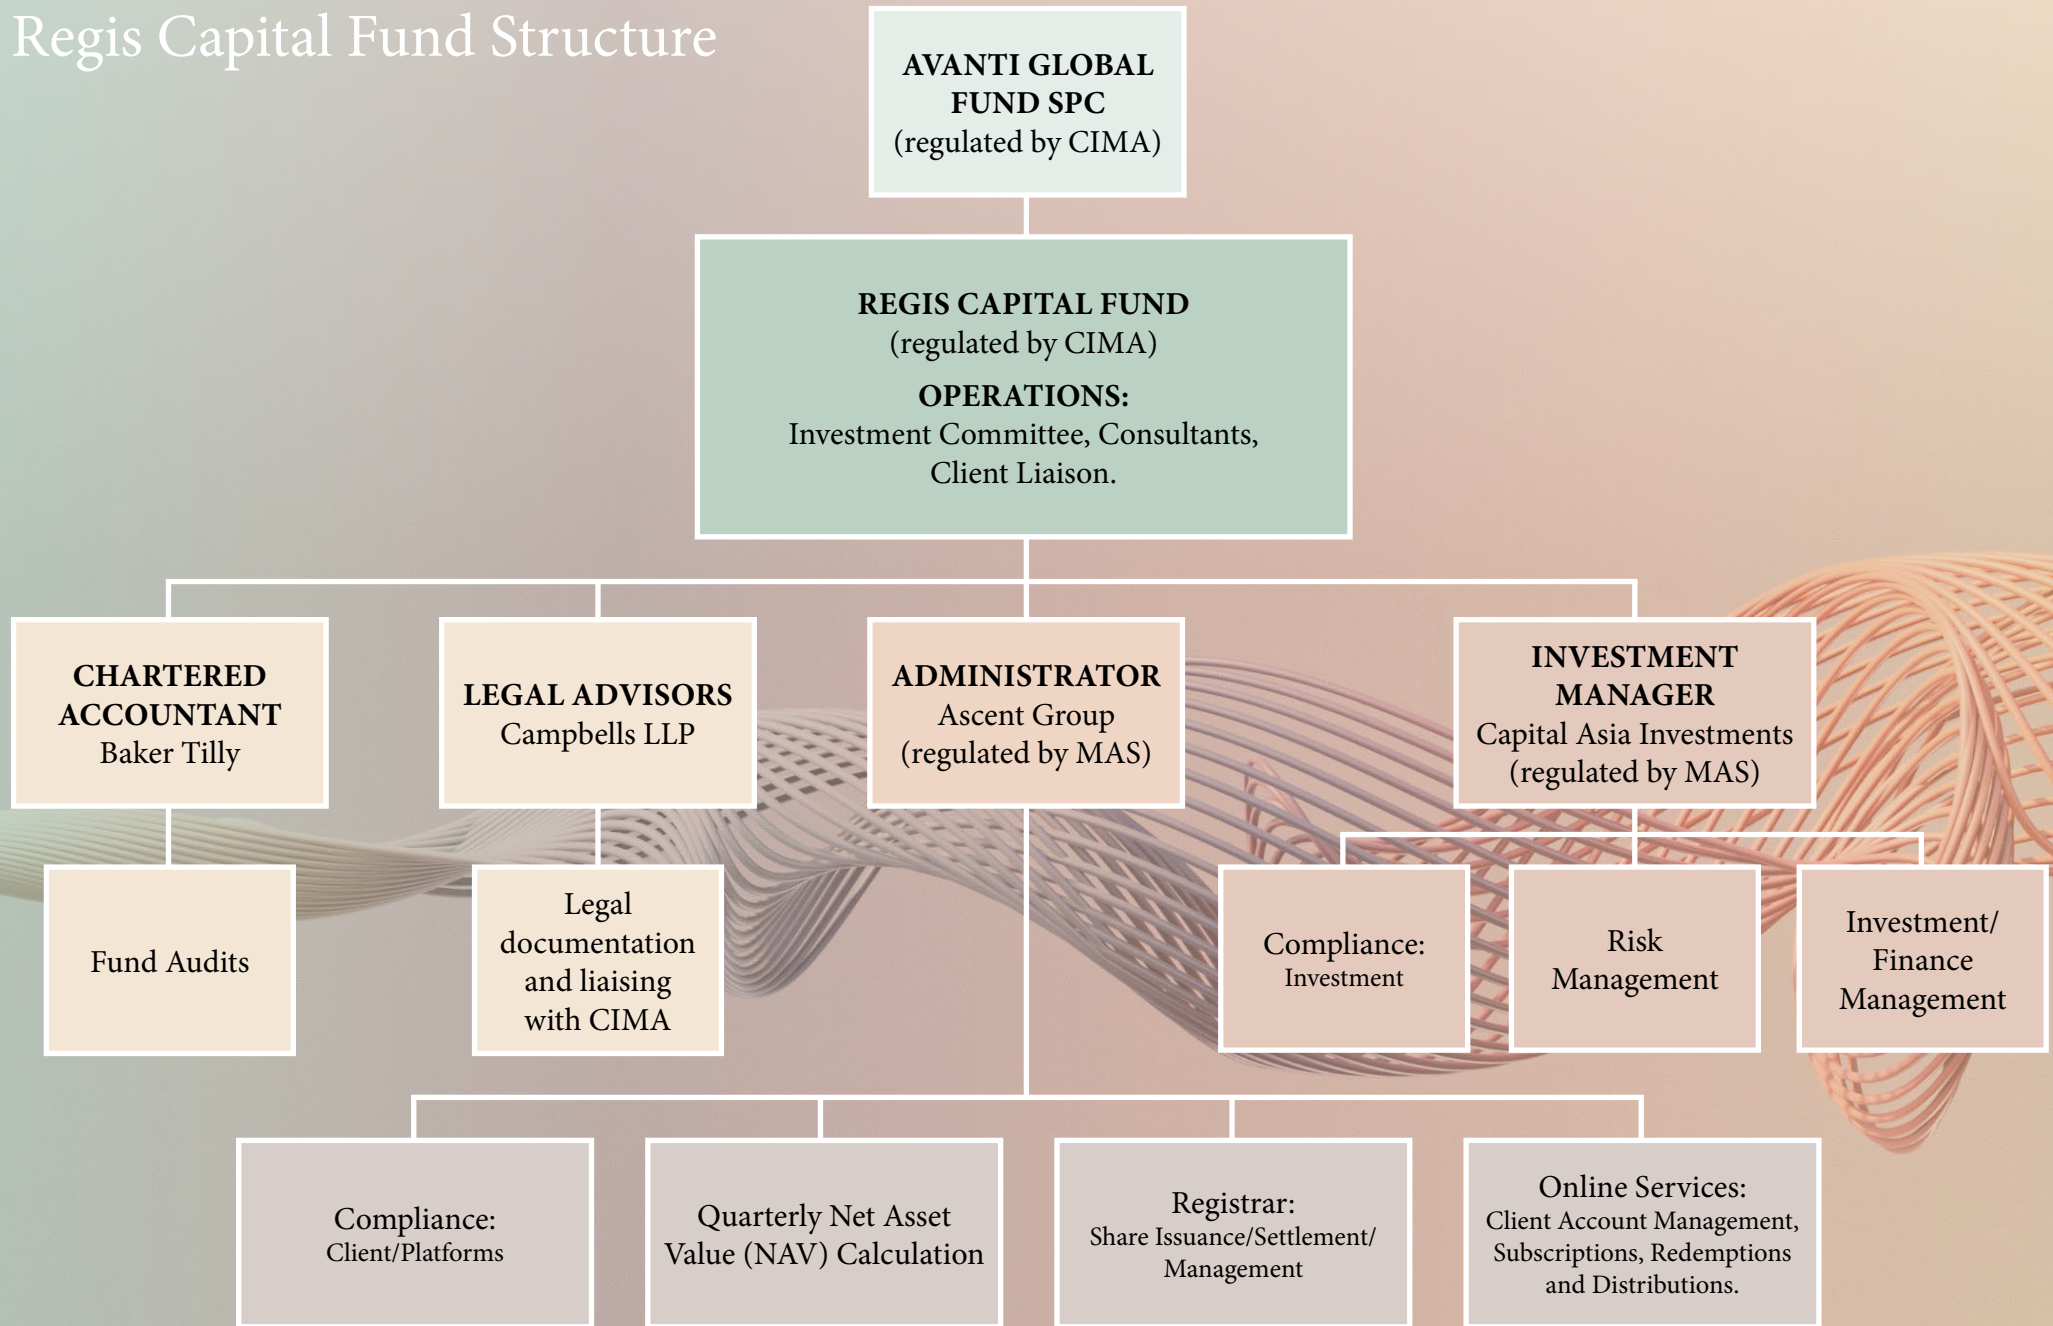 Regis Capital Fund Structure
AVANTI GLOBAL
FUND SPC
(regulated by CIMA)
REGIS CAPITAL FUND
(regulated by CIMA)
OPERATIONS:
Investment Committee, Consultants,
Client Liaison.
CHARTERED
ACCOUNTANT
Baker Tilly
LEGAL ADVISORS
Campbells LLP
ADMINISTRATOR
Ascent Group
(regulated by MAS)
INVESTMENT
MANAGER
Capital Asia Investments
(regulated by MAS)
Fund Audits
Legal
documentation
and liaising
with CIMA
Compliance:
Investment
Risk
Management
Investment/
Finance
Management
Compliance:
Client/Platforms
Quarterly Net Asset
Value (NAV) Calculation
Registrar:
Share Issuance/Settlement/
Management
Online Services:
Client Account Management,
Subscriptions, Redemptions
and Distributions.